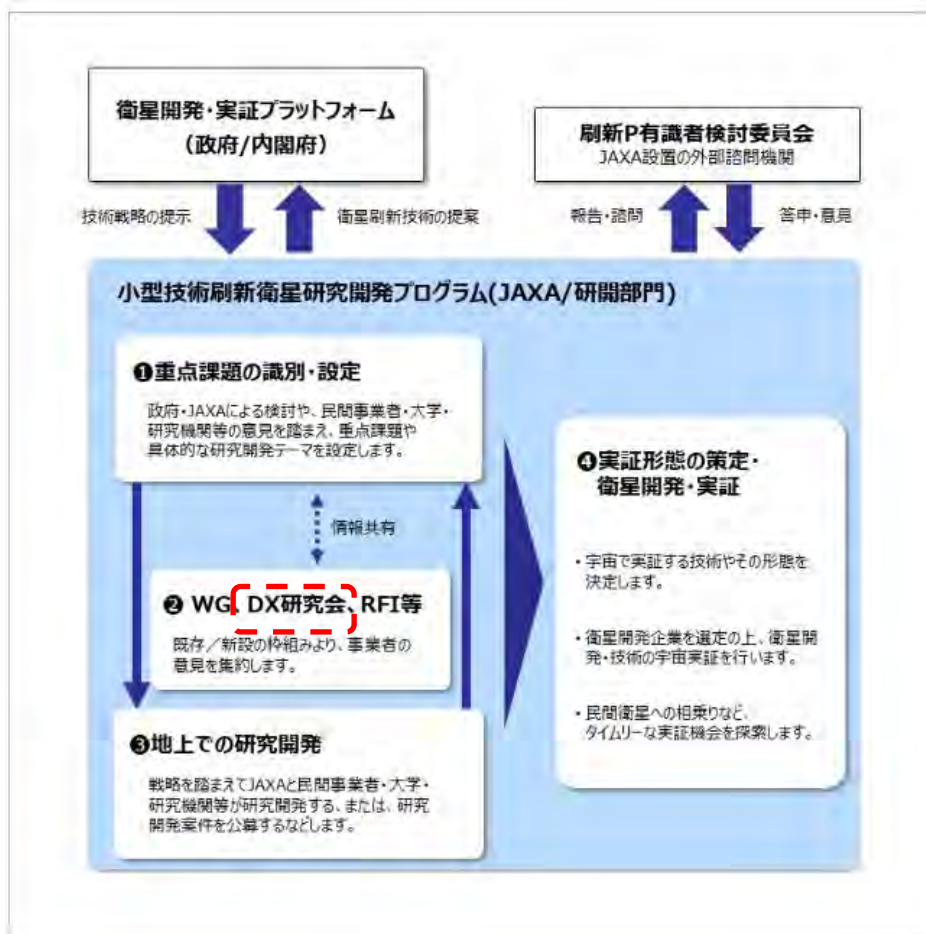 衛星開発・実証プラットフォーム
(政府/内閣府)
刷新P有識者検討委員会
JAXA設置の外部諮問機関
技術戦略の提示
衛星刷新技術の提案
報告・諮問
答申・意見
小型技術刷新衛星研究開発プログラム(JAXA/研開部門)
❶重点課題の識別・設定
政府・JAXAによる検討や、民間事業者・大学・
研究機関等の意見を踏まえ、重点課題や
具体的な研究開発テーマを設定します。
情報共有
❷ WG、DX研究会、RFI等
既存/新設の枠組みより、事業者の
意見を集約します。
❸地上での研究開発
戦略を踏まえてJAXAと民間事業者・大学・
研究機関等が研究開発する、または、研究
開発案件を公募するなどします。
❹実証形態の策定・
衛星開発・実証
・宇宙で実証する技術やその形態を
決定します。
・衛星開発企業を選定の上、衛星開
発・技術の宇宙実証を行います。
・民間衛星への相乗りなど、
タイムリーな実証機会を探索します。